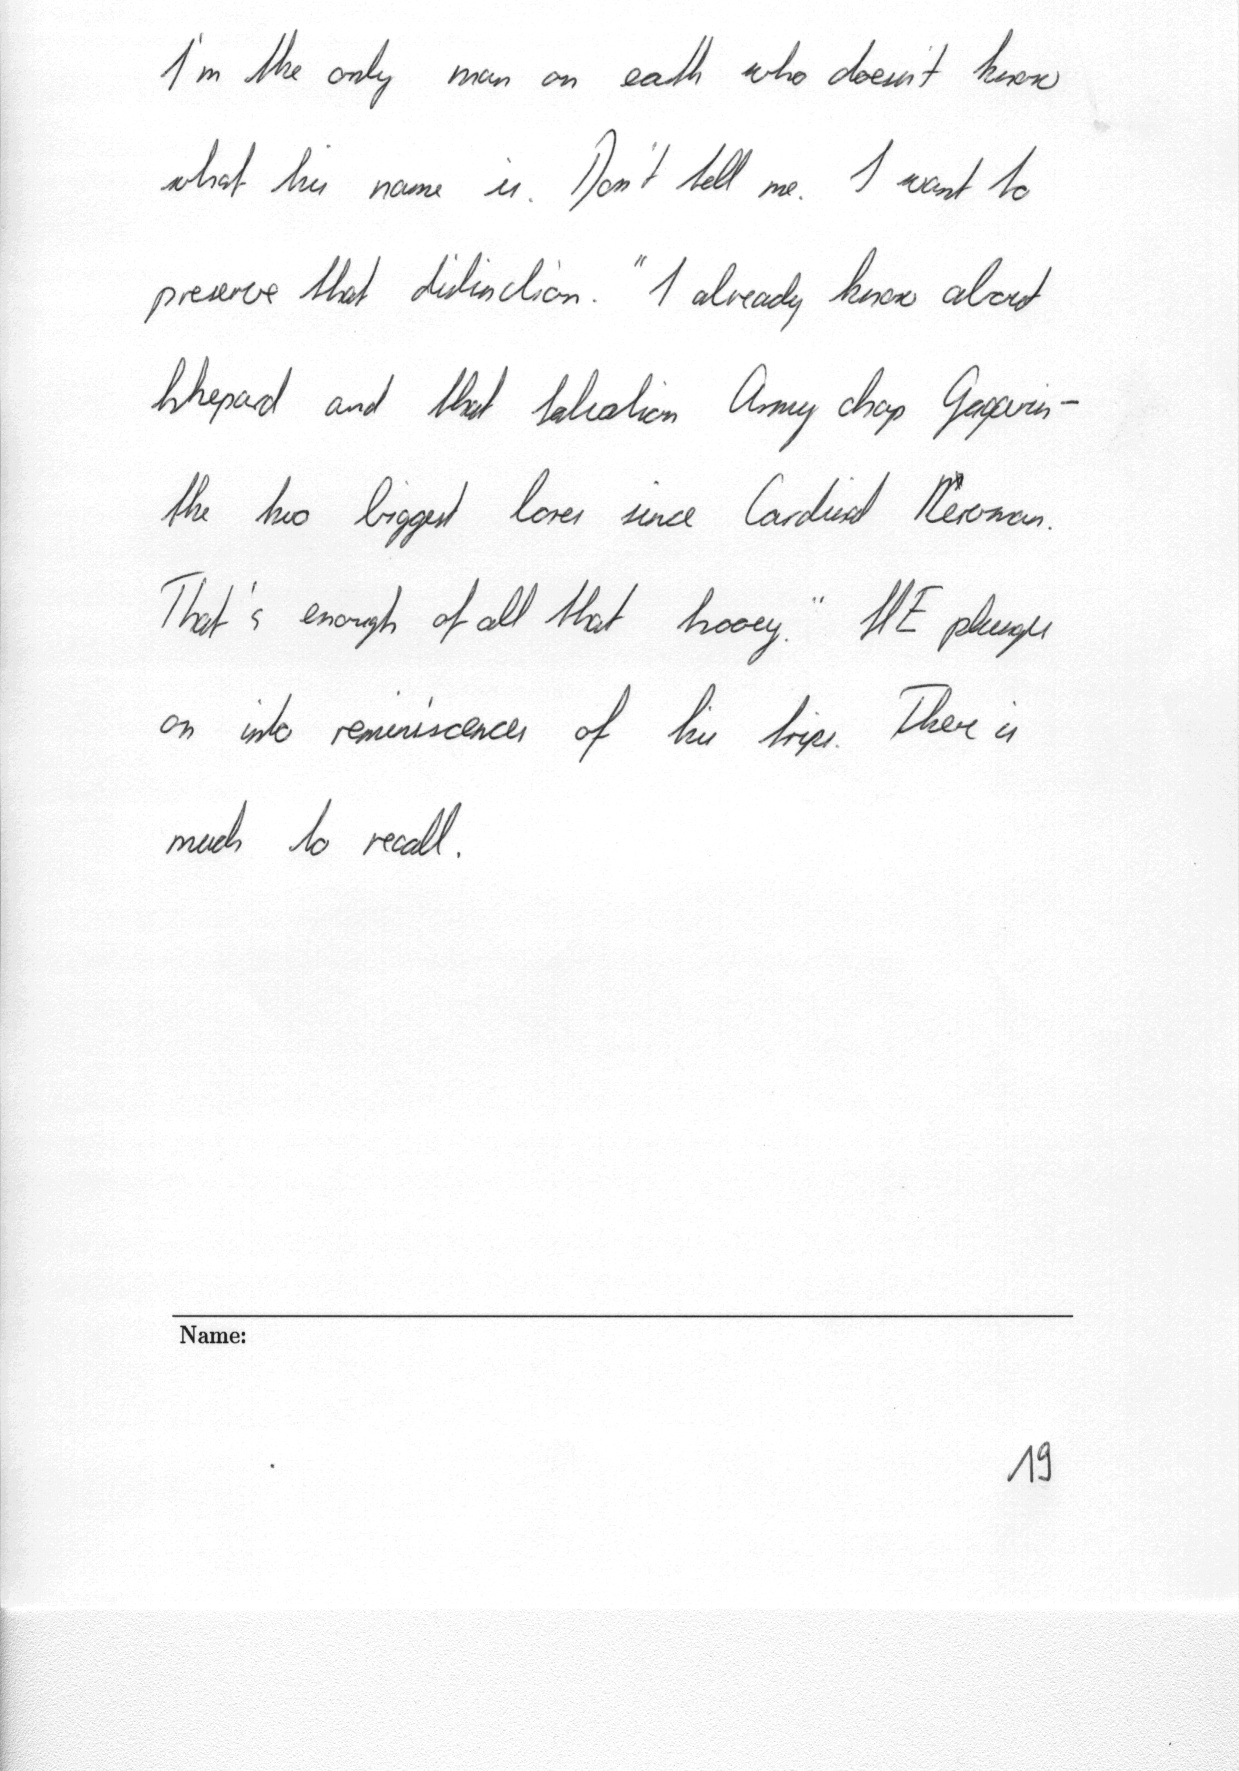 I'm the only man on eath who doesn't know
what his name is. Don't tell me. I want to
preserve that distinction. "I already know about
Shepard and that Salvation Army chap Gagarin-
the two biggest lores since Cardinal Newman.
That's enough of all that hooey." HE plunges
on into reminiscences of his trips. There is
much to recall.
Name:
19